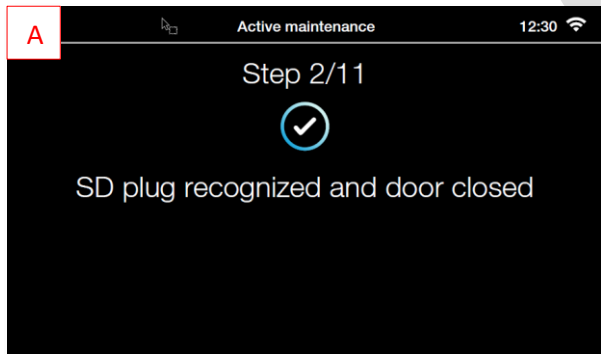 A
Active maintenance
12:30
Step 2/11
SD plug recognized and door closed